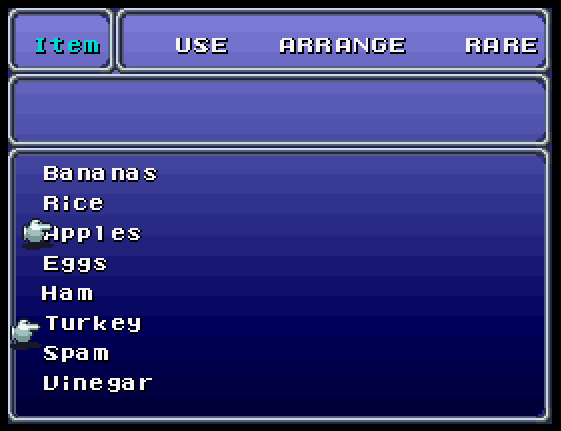 Item USE ARRANGE RARE
Bananas
Rice
Apples
Eggs
Ham
Turkey
Spam
Vinegar